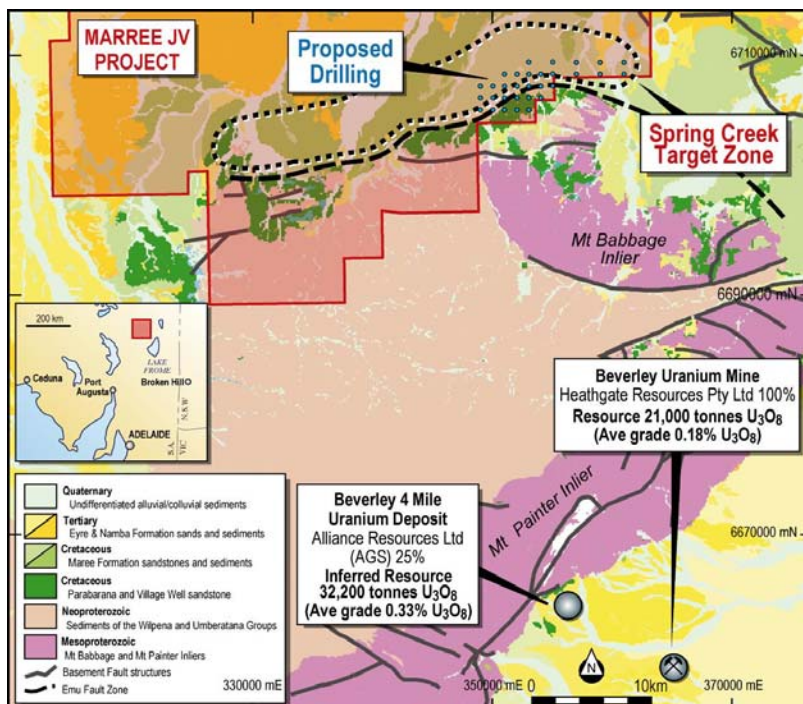 MARREE JV
PROJECT
Proposed
Drilling
6710000 mN
Spring Creek
Target Zone
Mt Babbage
Inlier
6690000 mN
200 km
LAKE
FROME
Ceduna
Port
Augusta
Broken Hill
N.S.W
S.A.
VIC
ADELAIDE
Beverley Uranium Mine
Heathgate Resources Pty Ltd 100%
Resource 21,000 tonnes U₃O₈
(Ave grade 0.18% U₃O₈)
Beverley 4 Mile
Uranium Deposit
Alliance Resources Ltd
(AGS) 25%
Inferred Resource
32,200 tonnes U₃O₈
(Ave grade 0.33% U₃O₈)
Mt Painter Inlier
6670000 mN
Quaternary
Undifferentiated alluvial/colluvial sediments
Tertiary
Eyre & Namba Formation sands and sediments
Cretaceous
Maree Formation sandstones and sediments
Cretaceous
Parabarana and Village Well sandstone
Neoproterozoic
Sediments of the Wilpena and Umberatana Groups
Mesoproterozoic
Mt Babbage and Mt Painter Inliers
Basement Fault structures
Emu Fault Zone
N
330000 mE
350000 mE
0
10km
370000 mE